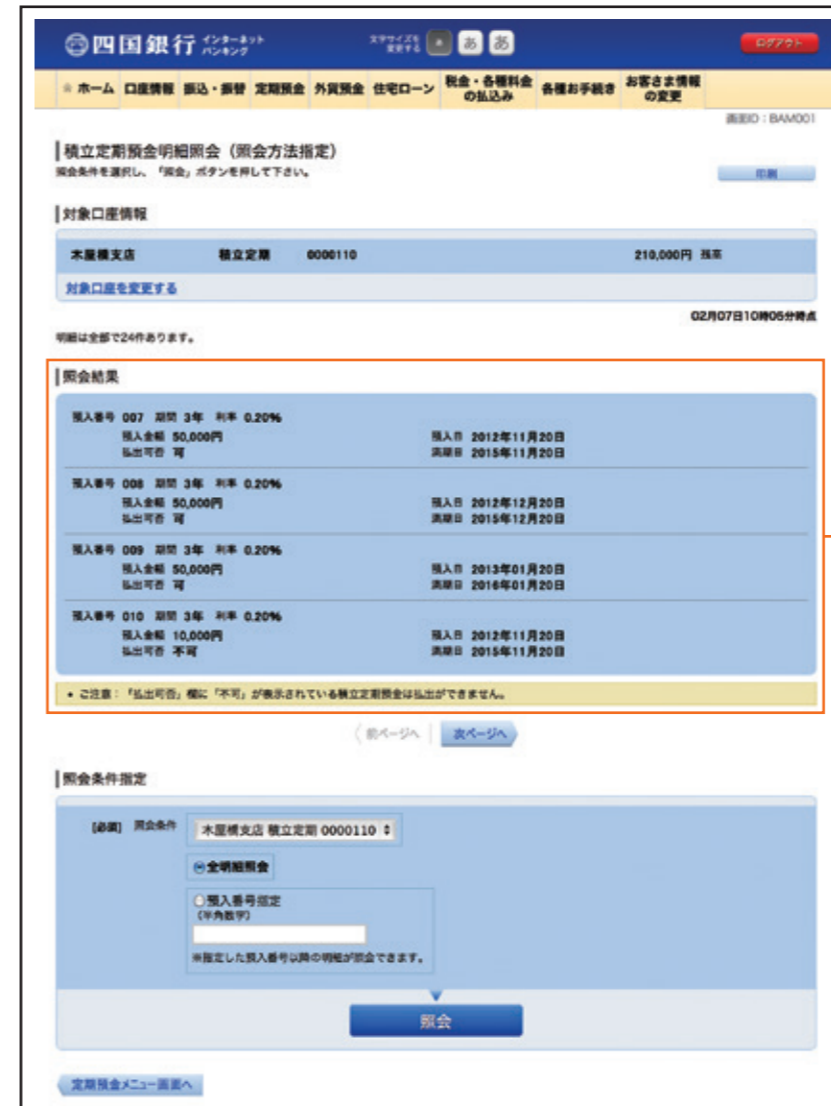 四国銀行 インターネットバンキング
文字サイズを変更する あ あ
ログアウト
ホーム 口座情報 振込・振替 定期預金 外貨預金 住宅ローン 税金・各種料金の払込み 各種お手続き お客さま情報の変更
画面ID：BAM001
積立定期預金明細照会（照会方法指定）
照会条件を選択し、「照会」ボタンを押して下さい。
印刷
対象口座情報
木屋橋支店 積立定期 0000110 210,000円 残高
対象口座を変更する
02月07日10時05分時点
明細は全部で24件あります。
照会結果
預入番号 007 期間 3年 利率 0.20%
預入金額 50,000円 預入日 2012年11月20日
払出可否 可 満期日 2015年11月20日
預入番号 008 期間 3年 利率 0.20%
預入金額 50,000円 預入日 2012年12月20日
払出可否 可 満期日 2015年12月20日
預入番号 009 期間 3年 利率 0.20%
預入金額 50,000円 預入日 2013年01月20日
払出可否 可 満期日 2016年01月20日
預入番号 010 期間 3年 利率 0.20%
預入金額 10,000円 預入日 2012年11月20日
払出可否 不可 満期日 2015年11月20日
• ご注意：「払出可否」欄に「不可」が表示されている積立定期預金は払出ができません。
前ページへ 次ページへ
照会条件指定
[必須] 照会条件 木屋橋支店 積立定期 0000110
全明細照会
預入番号指定
（半角数字）
※指定した預入番号以降の明細が照会できます。
照会
定期預金メニュー画面へ